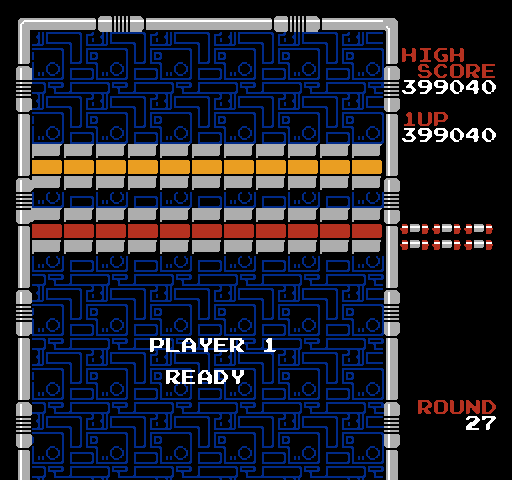 HIGH
SCORE
399040
1UP
399040
PLAYER 1
READY
ROUND
27